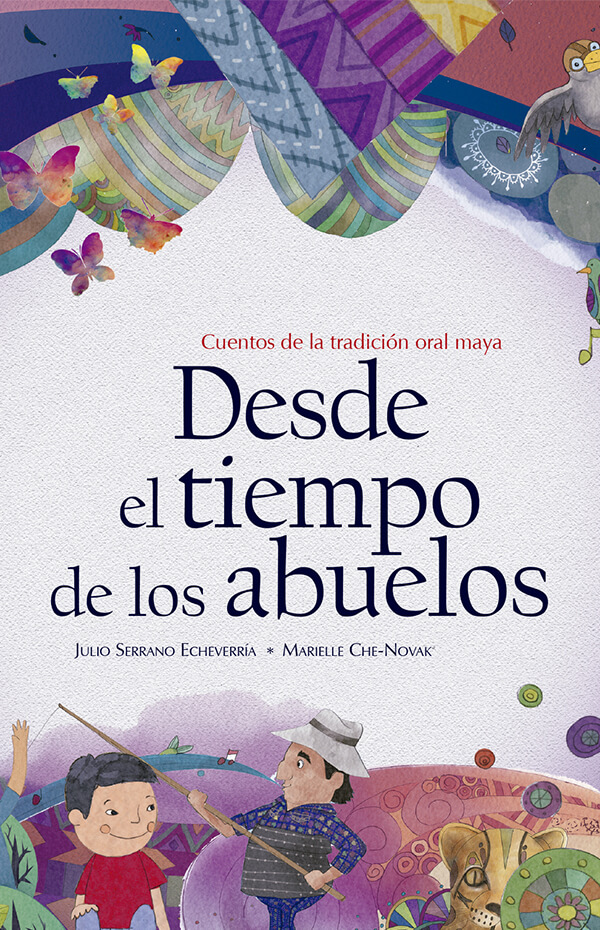 Cuentos de la tradición oral maya
Desde
el tiempo
de los abuelos
JULIO SERRANO ECHEVERRÍA * MARIELLE CHE-NOVAK